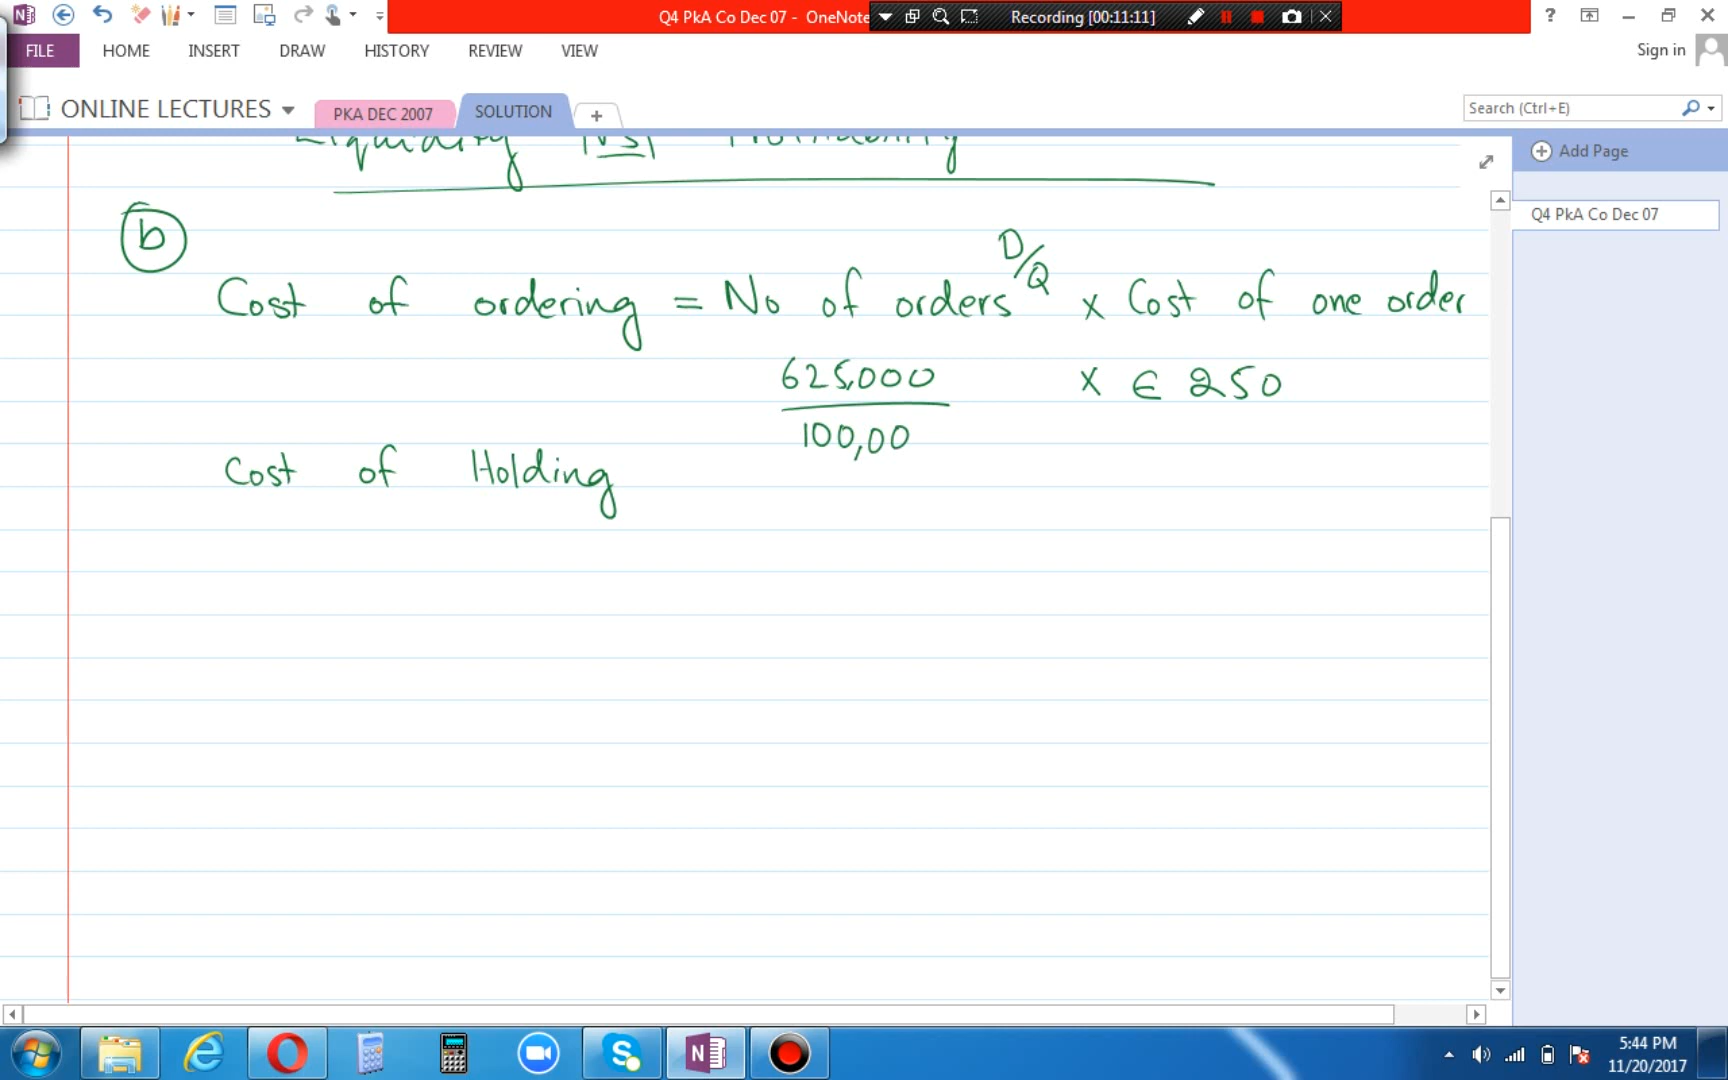 Q4 PkA Co Dec 07 - OneNote
Recording [00:11:11]
FILE HOME INSERT DRAW HISTORY REVIEW VIEW
Sign in
ONLINE LECTURES
PKA DEC 2007
SOLUTION
Search (Ctrl+E)
Add Page
Q4 PkA Co Dec 07
Liquidity vs Profitability
b
D/Q
Cost of ordering = No of orders x Cost of one order
625,000 x € 250
100,00
Cost of Holding
5:44 PM
11/20/2017